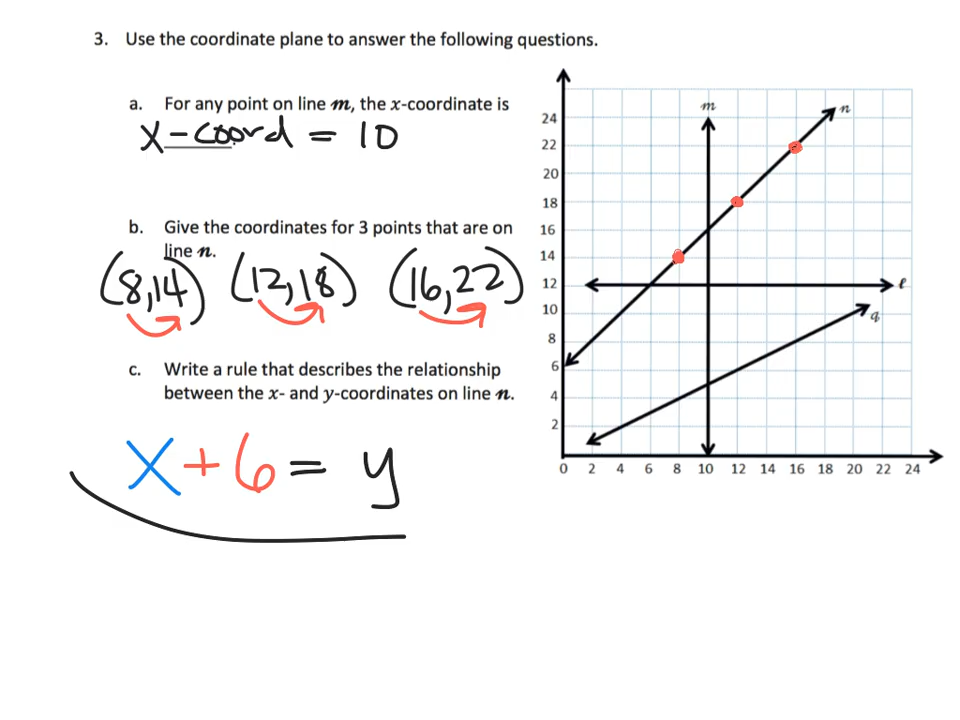 3. Use the coordinate plane to answer the following questions.
a. For any point on line m, the x-coordinate is
x-coord = 10
b. Give the coordinates for 3 points that are on
line n.
(8,14) (12,18) (16,22)
c. Write a rule that describes the relationship
between the x- and y-coordinates on line n.
x + 6 = y
m
n
24
22
20
18
16
14
12
ℓ
10
q
8
6
4
2
0 2 4 6 8 10 12 14 16 18 20 22 24